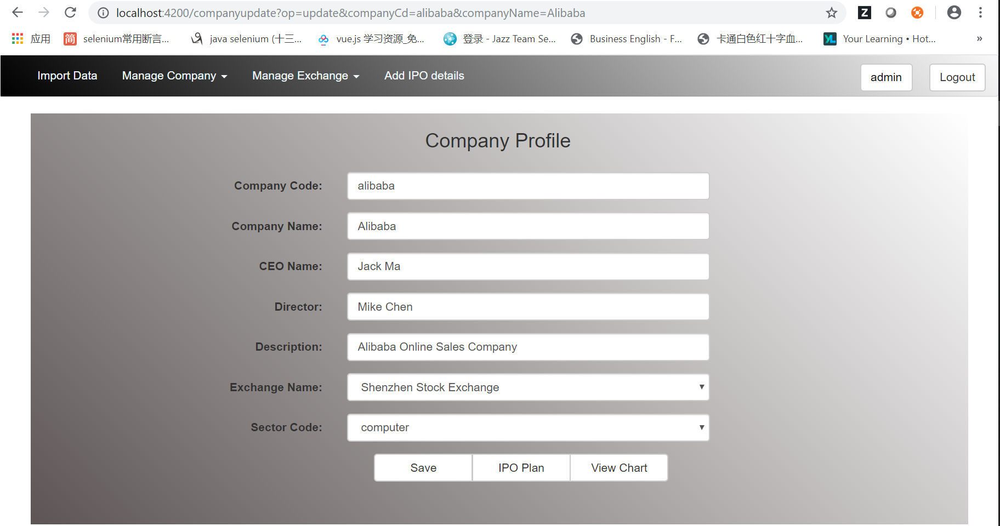 localhost:4200/companyupdate?op=update&companyCd=alibaba&companyName=Alibaba
Z
应用 简 selenium常用断言... java selenium (十三... vue.js 学习资源_免... 登录 - Jazz Team Se... Business English - F... 卡通白色红十字血... YL Your Learning • Hot... »
Import Data Manage Company Manage Exchange Add IPO details admin Logout
Company Profile
Company Code: alibaba
Company Name: Alibaba
CEO Name: Jack Ma
Director: Mike Chen
Description: Alibaba Online Sales Company
Exchange Name: Shenzhen Stock Exchange
Sector Code: computer
Save IPO Plan View Chart